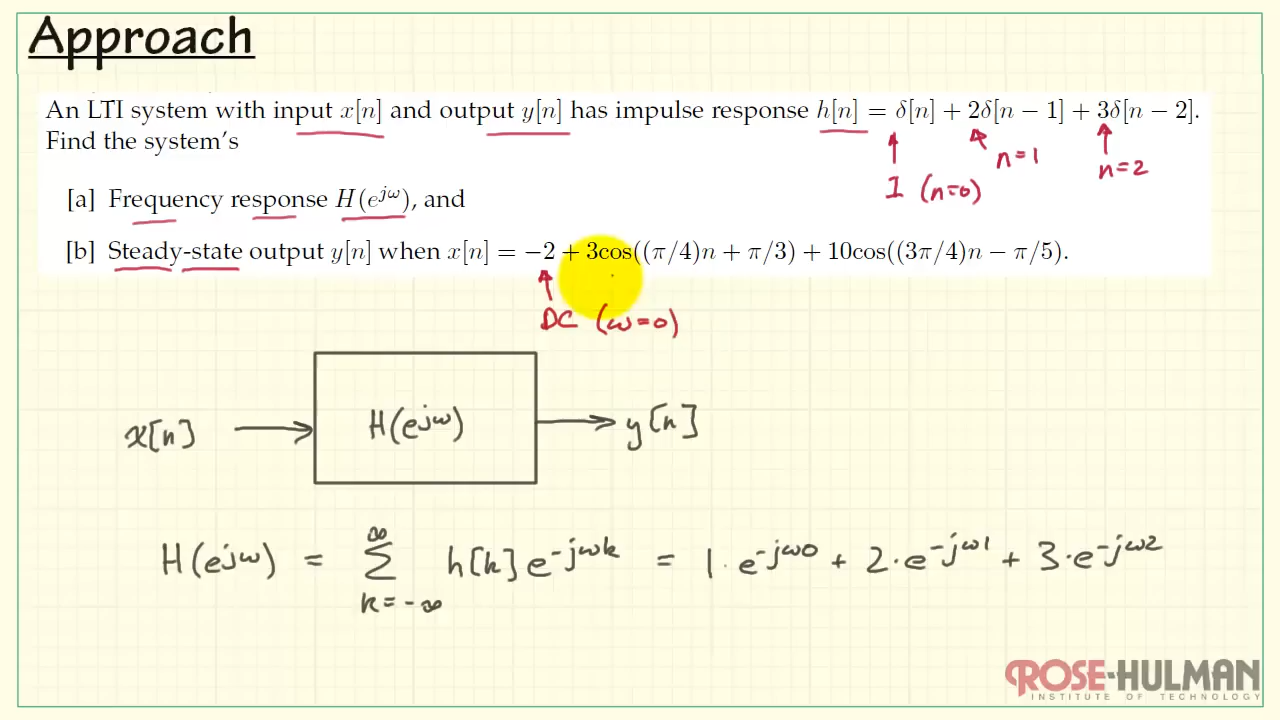 Approach
An LTI system with input x[n] and output y[n] has impulse response h[n] = δ[n] + 2δ[n − 1] + 3δ[n − 2].
Find the system's
1 (n=0)
n=1
n=2
[a] Frequency response H(e^{jω}), and
[b] Steady-state output y[n] when x[n] = −2 + 3cos((π/4)n + π/3) + 10cos((3π/4)n − π/5).
DC (ω=0)
x[n] → H(e^{jω}) → y[n]
H(e^{jω}) = ∑_{k=-∞}^{∞} h[k] e^{-jωk} = 1·e^{-jω0} + 2·e^{-jω1} + 3·e^{-jω2}
ROSE-HULMAN
INSTITUTE OF TECHNOLOGY